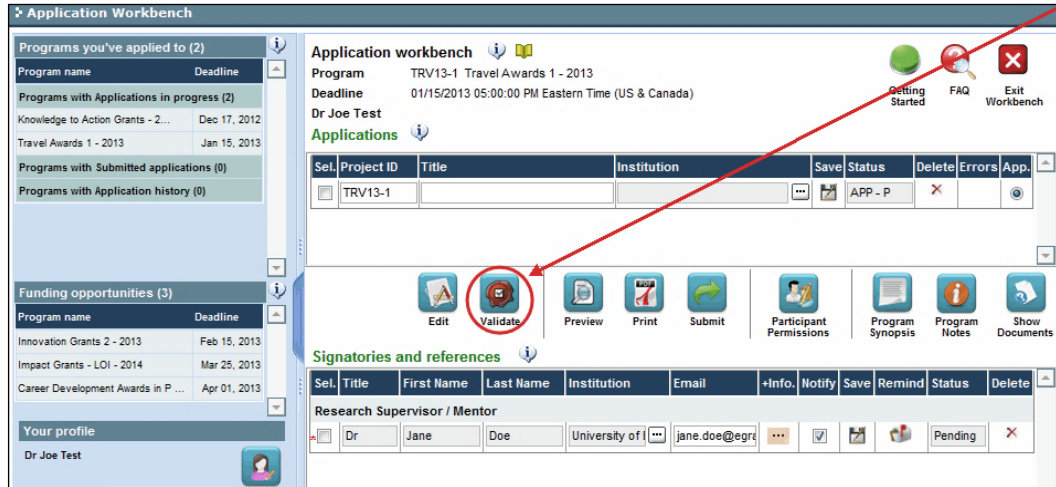 Application Workbench
Programs you've applied to (2)
Program name Deadline
Programs with Applications in progress (2)
Knowledge to Action Grants - 2... Dec 17, 2012
Travel Awards 1 - 2013 Jan 15, 2013
Programs with Submitted applications (0)
Programs with Application history (0)
Funding opportunities (3)
Program name Deadline
Innovation Grants 2 - 2013 Feb 15, 2013
Impact Grants - LOI - 2014 Mar 25, 2013
Career Development Awards in P ... Apr 01, 2013
Your profile
Dr Joe Test
Application workbench
Program TRV13-1 Travel Awards 1 - 2013
Deadline 01/15/2013 05:00:00 PM Eastern Time (US & Canada)
Dr Joe Test
Getting Started
FAQ
Exit Workbench
Applications
Sel. Project ID Title Institution Save Status Delete Errors App.
TRV13-1 ... APP - P
Edit Validate Preview Print Submit Participant Permissions Program Synopsis Program Notes Show Documents
PDF
Signatories and references
Sel. Title First Name Last Name Institution Email +Info. Notify Save Remind Status Delete
Research Supervisor / Mentor
* Dr Jane Doe University of ... jane.doe@egra ... Pending